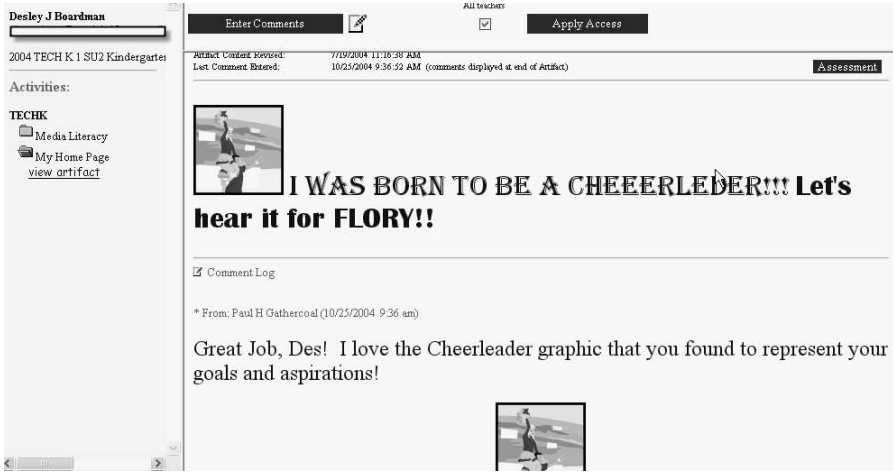 Desley J Boardman
2004 TECH K 1 SU2 Kindergarte
Activities:
TECHK
Media Literacy
My Home Page
view artifact
All teachers
Enter Comments
Apply Access
Artifact Content Revised: 7/19/2004 11:16:38 AM
Last Comment Entered: 10/25/2004 9:36:52 AM (comments displayed at end of Artifact)
Assessment
I WAS BORN TO BE A CHEEERLEDER!!! Let's
hear it for FLORY!!
Comment Log
* From: Paul H Gathercoal (10/25/2004 9:36 am)
Great Job, Des! I love the Cheerleader graphic that you found to represent your
goals and aspirations!